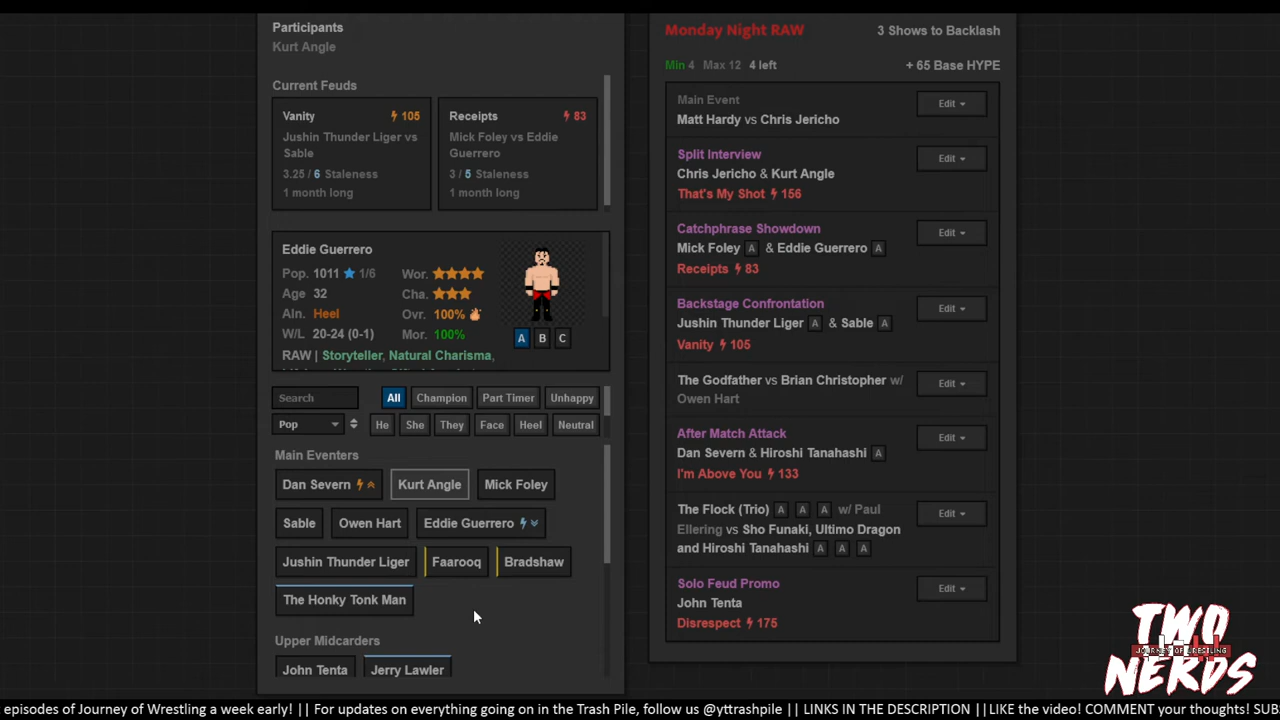 Participants
Kurt Angle
Current Feuds
Vanity 105
Jushin Thunder Liger vs
Sable
3.25 / 6 Staleness
1 month long
Receipts 83
Mick Foley vs Eddie
Guerrero
3 / 5 Staleness
1 month long
Eddie Guerrero
Pop. 1011 1/6
Age 32
Aln. Heel
W/L 20-24 (0-1)
Wor.
Cha.
Ovr. 100%
Mor. 100%
A B C
RAW | Storyteller, Natural Charisma,
Search All Champion Part Timer Unhappy
Pop He She They Face Heel Neutral
Main Eventers
Dan Severn Kurt Angle Mick Foley
Sable Owen Hart Eddie Guerrero
Jushin Thunder Liger Faarooq Bradshaw
The Honky Tonk Man
Upper Midcarders
John Tenta Jerry Lawler
Monday Night RAW 3 Shows to Backlash
Min 4 Max 12 4 left + 65 Base HYPE
Main Event Edit
Matt Hardy vs Chris Jericho
Split Interview Edit
Chris Jericho & Kurt Angle
That's My Shot 156
Catchphrase Showdown Edit
Mick Foley A & Eddie Guerrero A
Receipts 83
Backstage Confrontation Edit
Jushin Thunder Liger A & Sable A
Vanity 105
The Godfather vs Brian Christopher w/ Edit
Owen Hart
After Match Attack Edit
Dan Severn & Hiroshi Tanahashi A
I'm Above You 133
The Flock (Trio) A A A w/ Paul Edit
Ellering vs Sho Funaki, Ultimo Dragon
and Hiroshi Tanahashi A A A
Solo Feud Promo Edit
John Tenta
Disrespect 175
TWO
JOURNEY OF WRESTLING
NERDS
episodes of Journey of Wrestling a week early! || For updates on everything going on in the Trash Pile, follow us @yttrashpile || LINKS IN THE DESCRIPTION || LIKE the video! COMMENT your thoughts! SUB